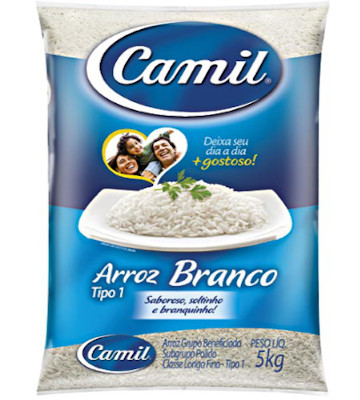 Camil®
Deixa seu
dia a dia
+ gostoso!
Arroz Branco
Tipo 1
Saboroso, soltinho
e branquinho!
Camil
Arroz Grupo Beneficiado
Subgrupo Polido
Classe Longo Fino - Tipo 1
PESO LÍQ.
5kg